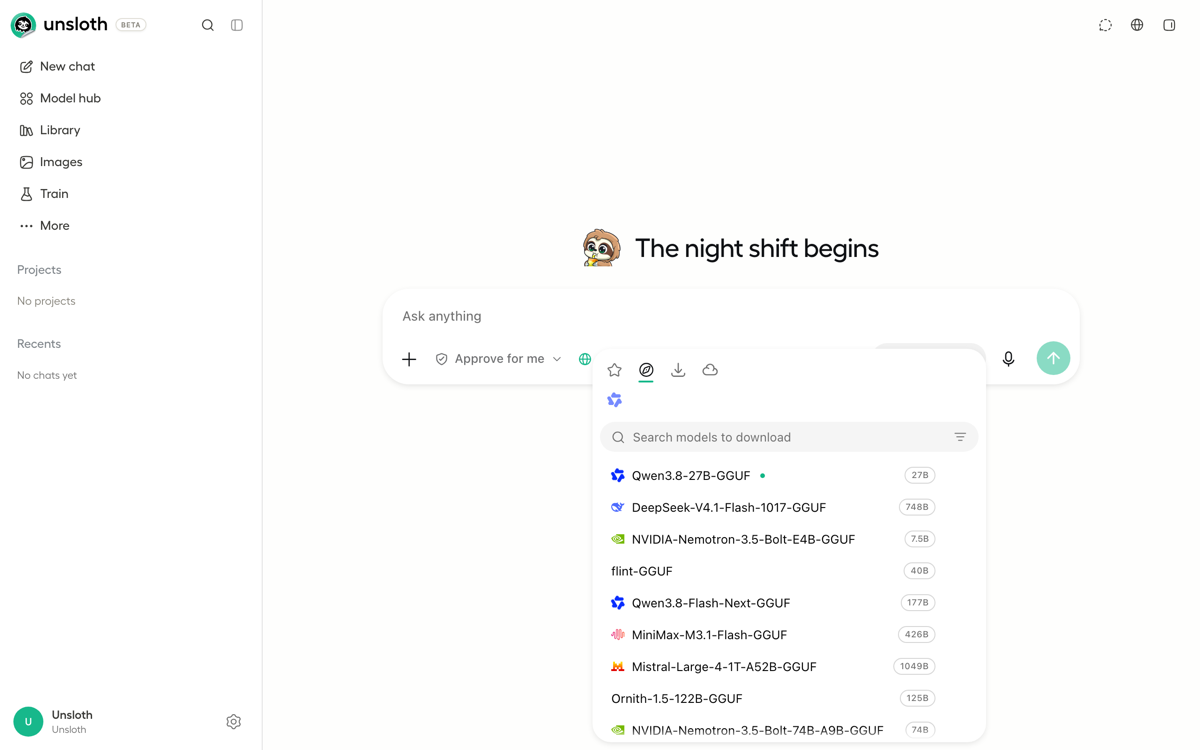 unsloth BETA
New chat
Model hub
Library
Images
Train
More
Projects
No projects
Recents
No chats yet
U
Unsloth
Unsloth
The night shift begins
Ask anything
Approve for me
Search models to download
Qwen3.8-27B-GGUF 27B
DeepSeek-V4.1-Flash-1017-GGUF 748B
NVIDIA-Nemotron-3.5-Bolt-E4B-GGUF 7.5B
flint-GGUF 40B
Qwen3.8-Flash-Next-GGUF 177B
MiniMax-M3.1-Flash-GGUF 426B
Mistral-Large-4-1T-A52B-GGUF 1049B
Ornith-1.5-122B-GGUF 125B
NVIDIA-Nemotron-3.5-Bolt-74B-A9B-GGUF 74B